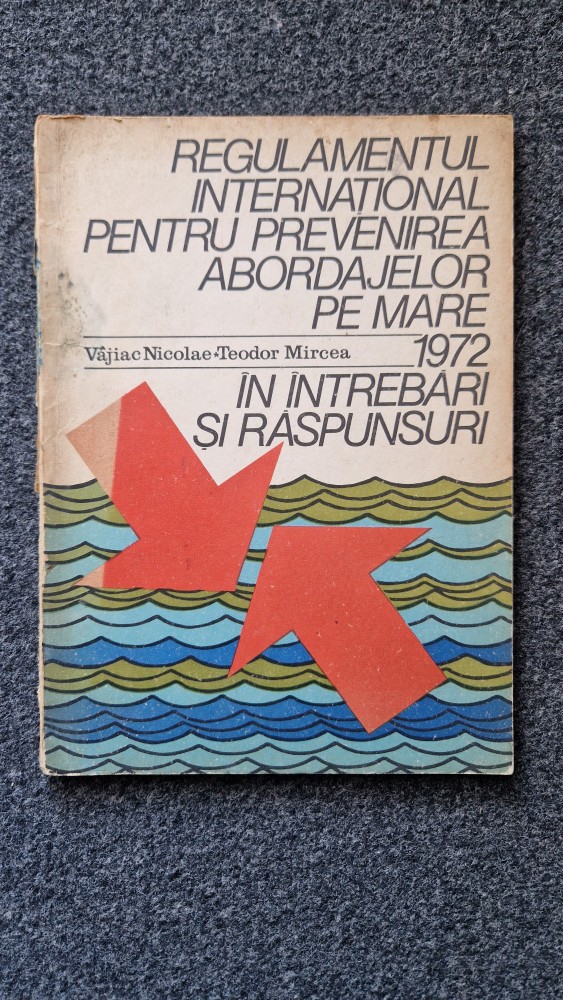 REGULAMENTUL
INTERNAȚIONAL
PENTRU PREVENIREA
ABORDAJELOR
PE MARE
Vâjiac Nicolae-Teodor Mircea 1972
ÎN ÎNTREBĂRI
ȘI RĂSPUNSURI